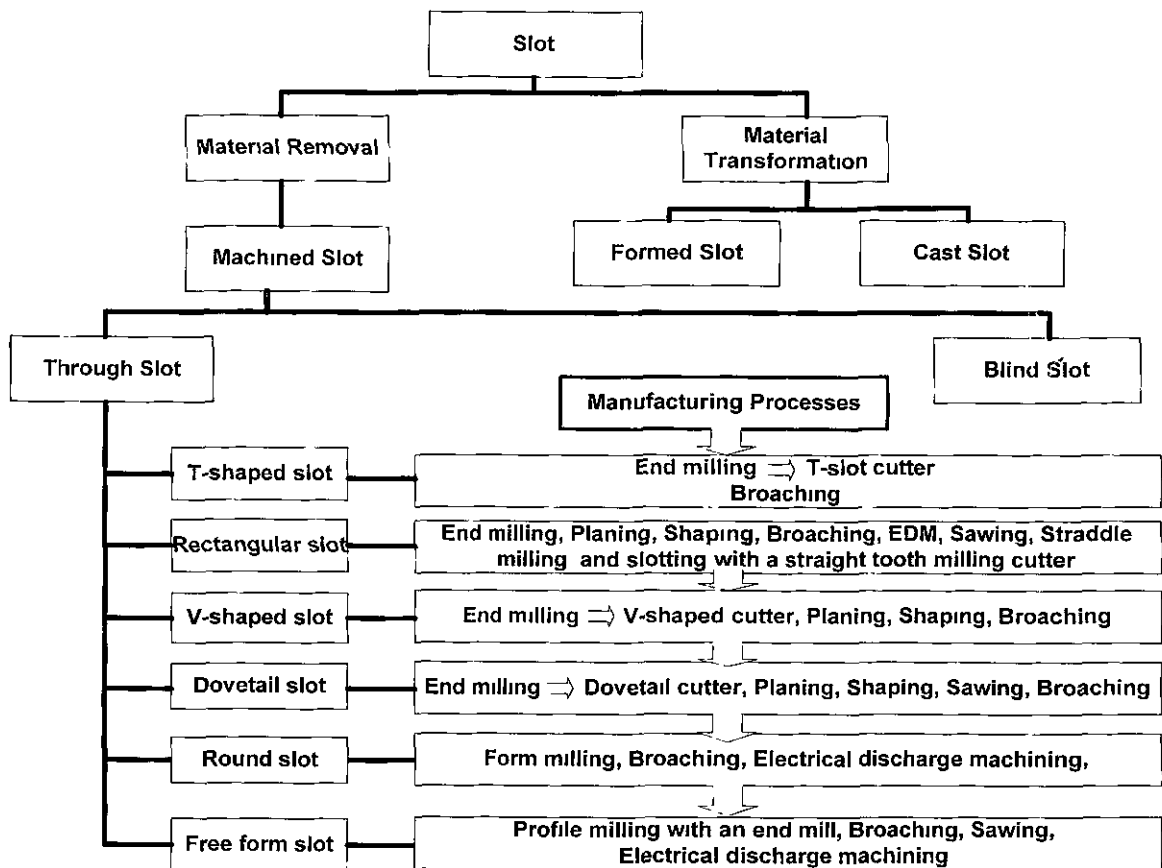 Slot
Material Removal
Material
Transformation
Machined Slot
Formed Slot
Cast Slot
Through Slot
Blind Slot
Manufacturing Processes
T-shaped slot
End milling ⇒ T-slot cutter
Broaching
Rectangular slot
End milling, Planing, Shaping, Broaching, EDM, Sawing, Straddle
milling and slotting with a straight tooth milling cutter
V-shaped slot
End milling ⇒ V-shaped cutter, Planing, Shaping, Broaching
Dovetail slot
End milling ⇒ Dovetail cutter, Planing, Shaping, Sawing, Broaching
Round slot
Form milling, Broaching, Electrical discharge machining,
Free form slot
Profile milling with an end mill, Broaching, Sawing,
Electrical discharge machining